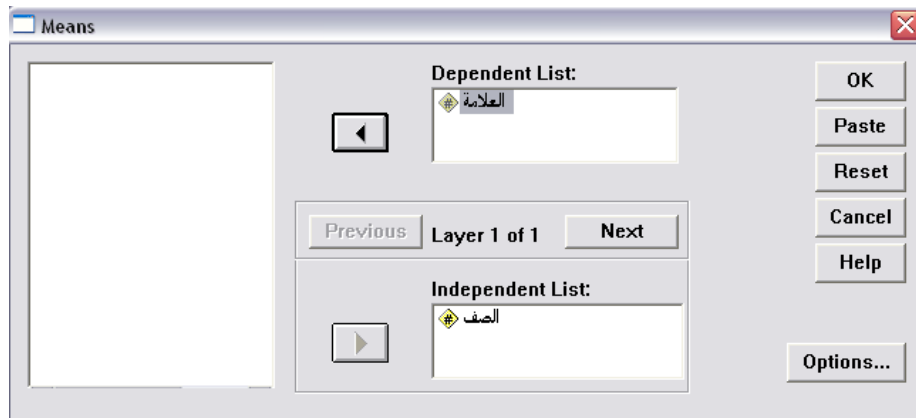 Means
Dependent List:
العلامة
OK
Paste
Reset
Cancel
Help
Previous
Layer 1 of 1
Next
Independent List:
الصف
Options...